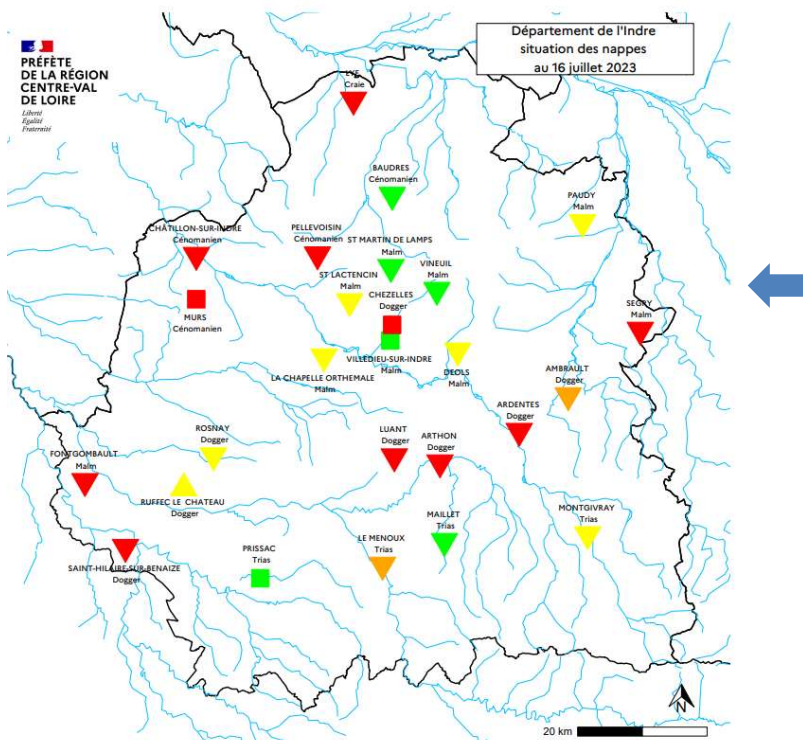 Département de l'Indre
situation des nappes
au 16 juillet 2023
PRÉFÈTE
DE LA RÉGION
CENTRE-VAL
DE LOIRE
Liberté
Égalité
Fraternité
LYE
Craie
BAUDRES
Cénomanien
PAUDY
Malm
CHÂTILLON-SUR-INDRE
Cénomanien
PELLEVOISIN
Cénomanien
ST MARTIN DE LAMPS
Malm
VINEUIL
Malm
ST LACTENCIN
Malm
CHEZELLES
Dogger
MURS
Cénomanien
SEGRY
Malm
VILLEDIEU-SUR-INDRE
Malm
LA CHAPELLE ORTHEMALE
Malm
DEOLS
Malm
AMBRAULT
Dogger
ARDENTES
Dogger
ROSNAY
Dogger
LUANT
Dogger
ARTHON
Dogger
FONTGOMBAULT
Malm
RUFFEC LE CHATEAU
Dogger
MAILLET
Trias
MONTGIVRAY
Trias
PRISSAC
Trias
LE MENOUX
Trias
SAINT-HILAIRE-SUR-BENAIZE
Dogger
N
20 km